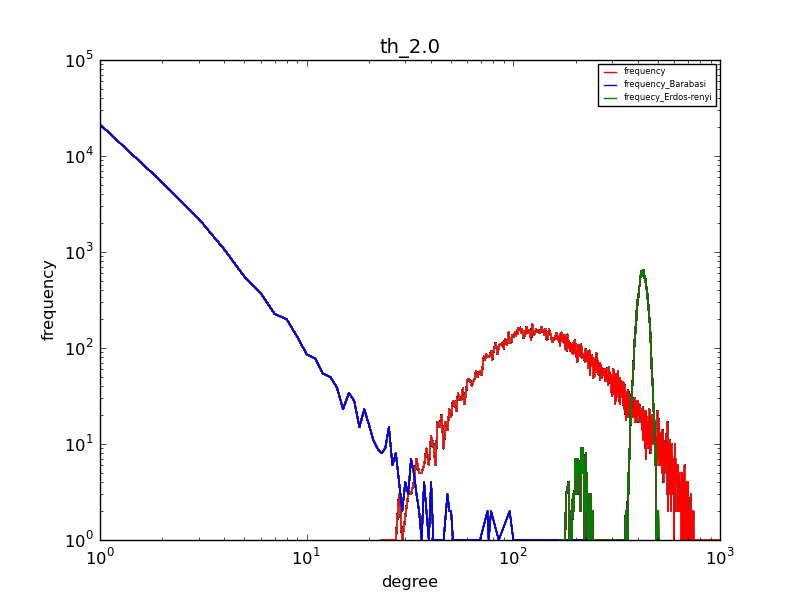 th_2.0
10^5
10^4
10^3
10^2
10^1
10^0
frequency
frequency
frequency_Barabasi
frequecy_Erdos-renyi
10^0 10^1 10^2 10^3
degree